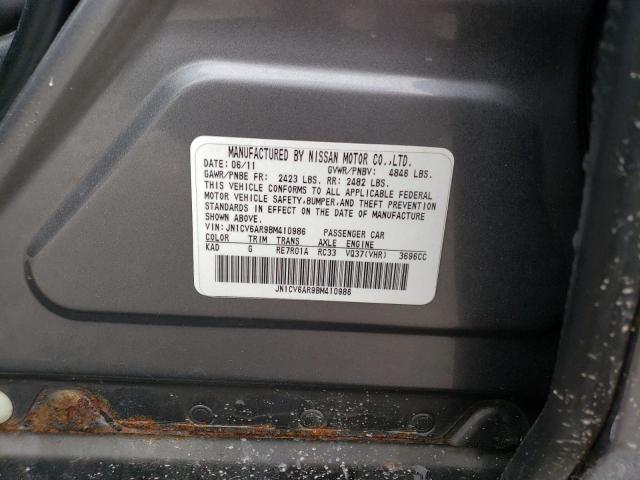 MANUFACTURED BY NISSAN MOTOR CO.,LTD.
DATE: 06/11 GVWR/PNBV: 4846 LBS.
GAWR/PNBE FR: 2423 LBS. RR: 2482 LBS.
THIS VEHICLE CONFORMS TO ALL APPLICABLE FEDERAL
MOTOR VEHICLE SAFETY,BUMPER,AND THEFT PREVENTION
STANDARDS IN EFFECT ON THE DATE OF MANUFACTURE
SHOWN ABOVE.
VIN: JN1CV6AR9BM410986 PASSENGER CAR
COLOR TRIM TRANS AXLE ENGINE
KAD G RE7R01A RC33 VQ37(VHR) 3696CC
JN1CV6AR9BM410986